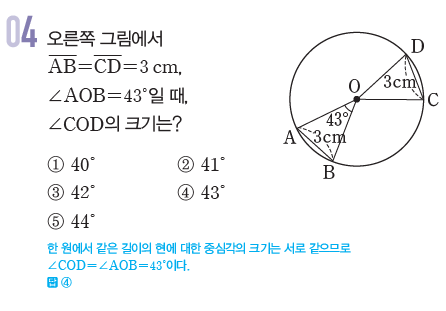 04 오른쪽 그림에서
AB=CD=3 cm,
∠AOB=43°일 때,
∠COD의 크기는?
① 40° ② 41°
③ 42° ④ 43°
⑤ 44°
한 원에서 같은 길이의 현에 대한 중심각의 크기는 서로 같으므로
∠COD=∠AOB=43°이다.
답 ④
D
O
3cm
C
43°
A
3cm
B